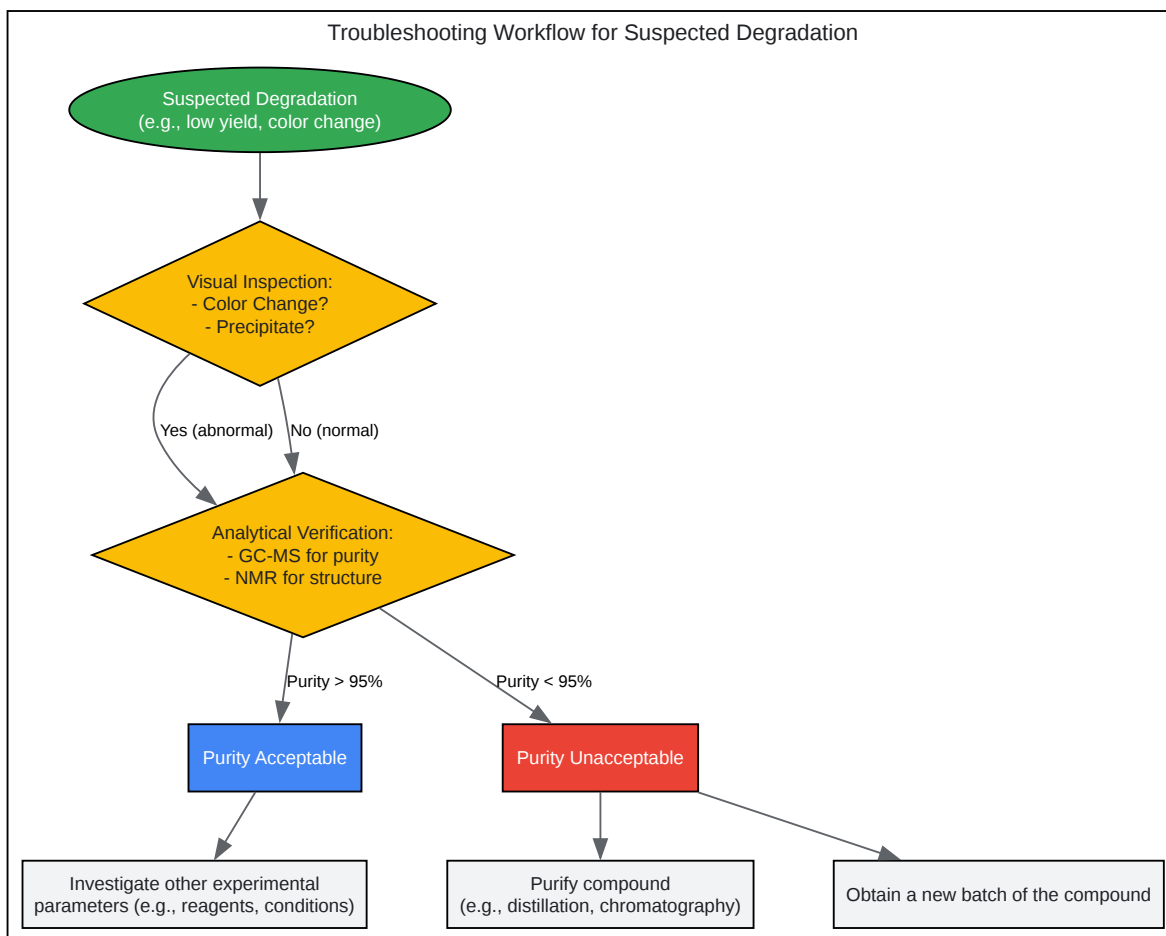 Troubleshooting Workflow for Suspected Degradation
Suspected Degradation
(e.g., low yield, color change)
Visual Inspection:
- Color Change?
- Precipitate?
Yes (abnormal)
No (normal)
Analytical Verification:
- GC-MS for purity
- NMR for structure
Purity > 95%
Purity < 95%
Purity Acceptable
Purity Unacceptable
Investigate other experimental
parameters (e.g., reagents, conditions)
Purify compound
(e.g., distillation, chromatography)
Obtain a new batch of the compound